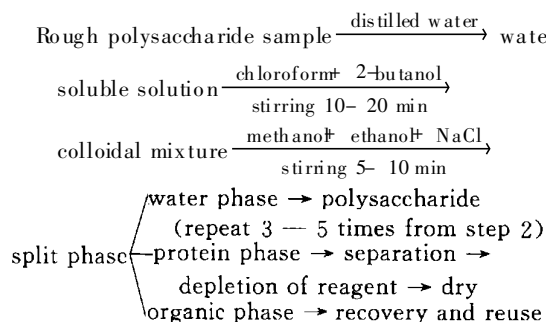 distilled water
Rough polysaccharide sample → wate
chloroform+ 2-butanol
soluble solution →
stirring 10– 20 min
methanol+ ethanol+ NaCl
colloidal mixture →
stirring 5– 10 min
water phase → polysaccharide
(repeat 3 — 5 times from step 2)
split phase protein phase → separation →
depletion of reagent → dry
organic phase → recovery and reuse